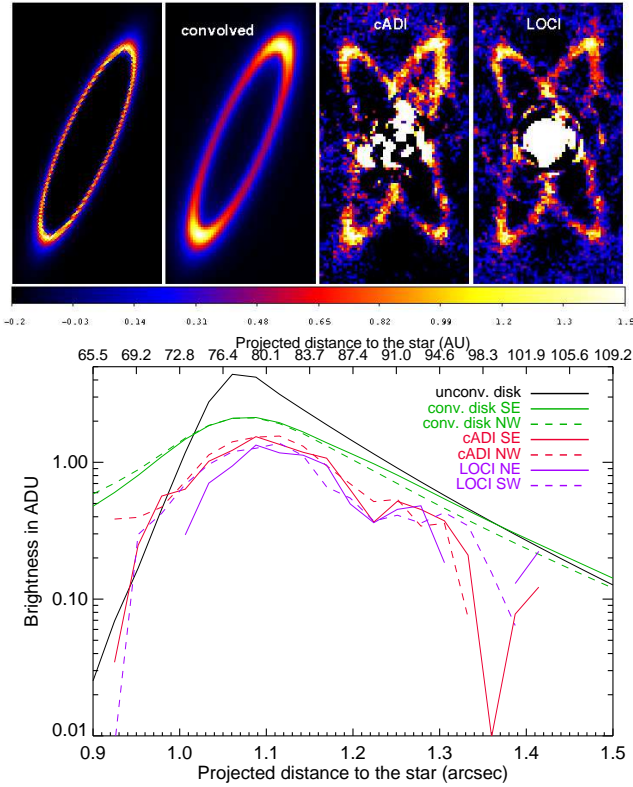 convolved
cADI
LOCI
-0.2 -0.03 0.14 0.31 0.48 0.65 0.82 0.99 1.2 1.3 1.5
Projected distance to the star (AU)
65.5 69.2 72.8 76.4 80.1 83.7 87.4 91.0 94.6 98.3 101.9 105.6 109.2
unconv. disk
conv. disk SE
conv. disk NW
cADI SE
cADI NW
LOCI NE
LOCI SW
Brightness in ADU
1.00
0.10
0.01
0.9 1.0 1.1 1.2 1.3 1.4 1.5
Projected distance to the star (arcsec)